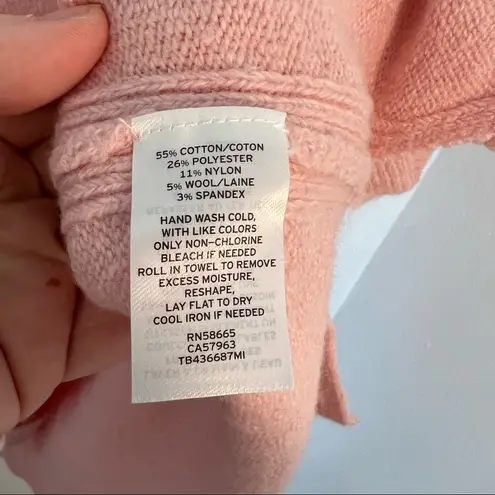 55% COTTON/COTON
26% POLYESTER
11% NYLON
5% WOOL/LAINE
3% SPANDEX
HAND WASH COLD,
WITH LIKE COLORS
ONLY NON-CHLORINE
BLEACH IF NEEDED
ROLL IN TOWEL TO REMOVE
EXCESS MOISTURE,
RESHAPE,
LAY FLAT TO DRY
COOL IRON IF NEEDED
RN58665
CA57963
TB436687MI